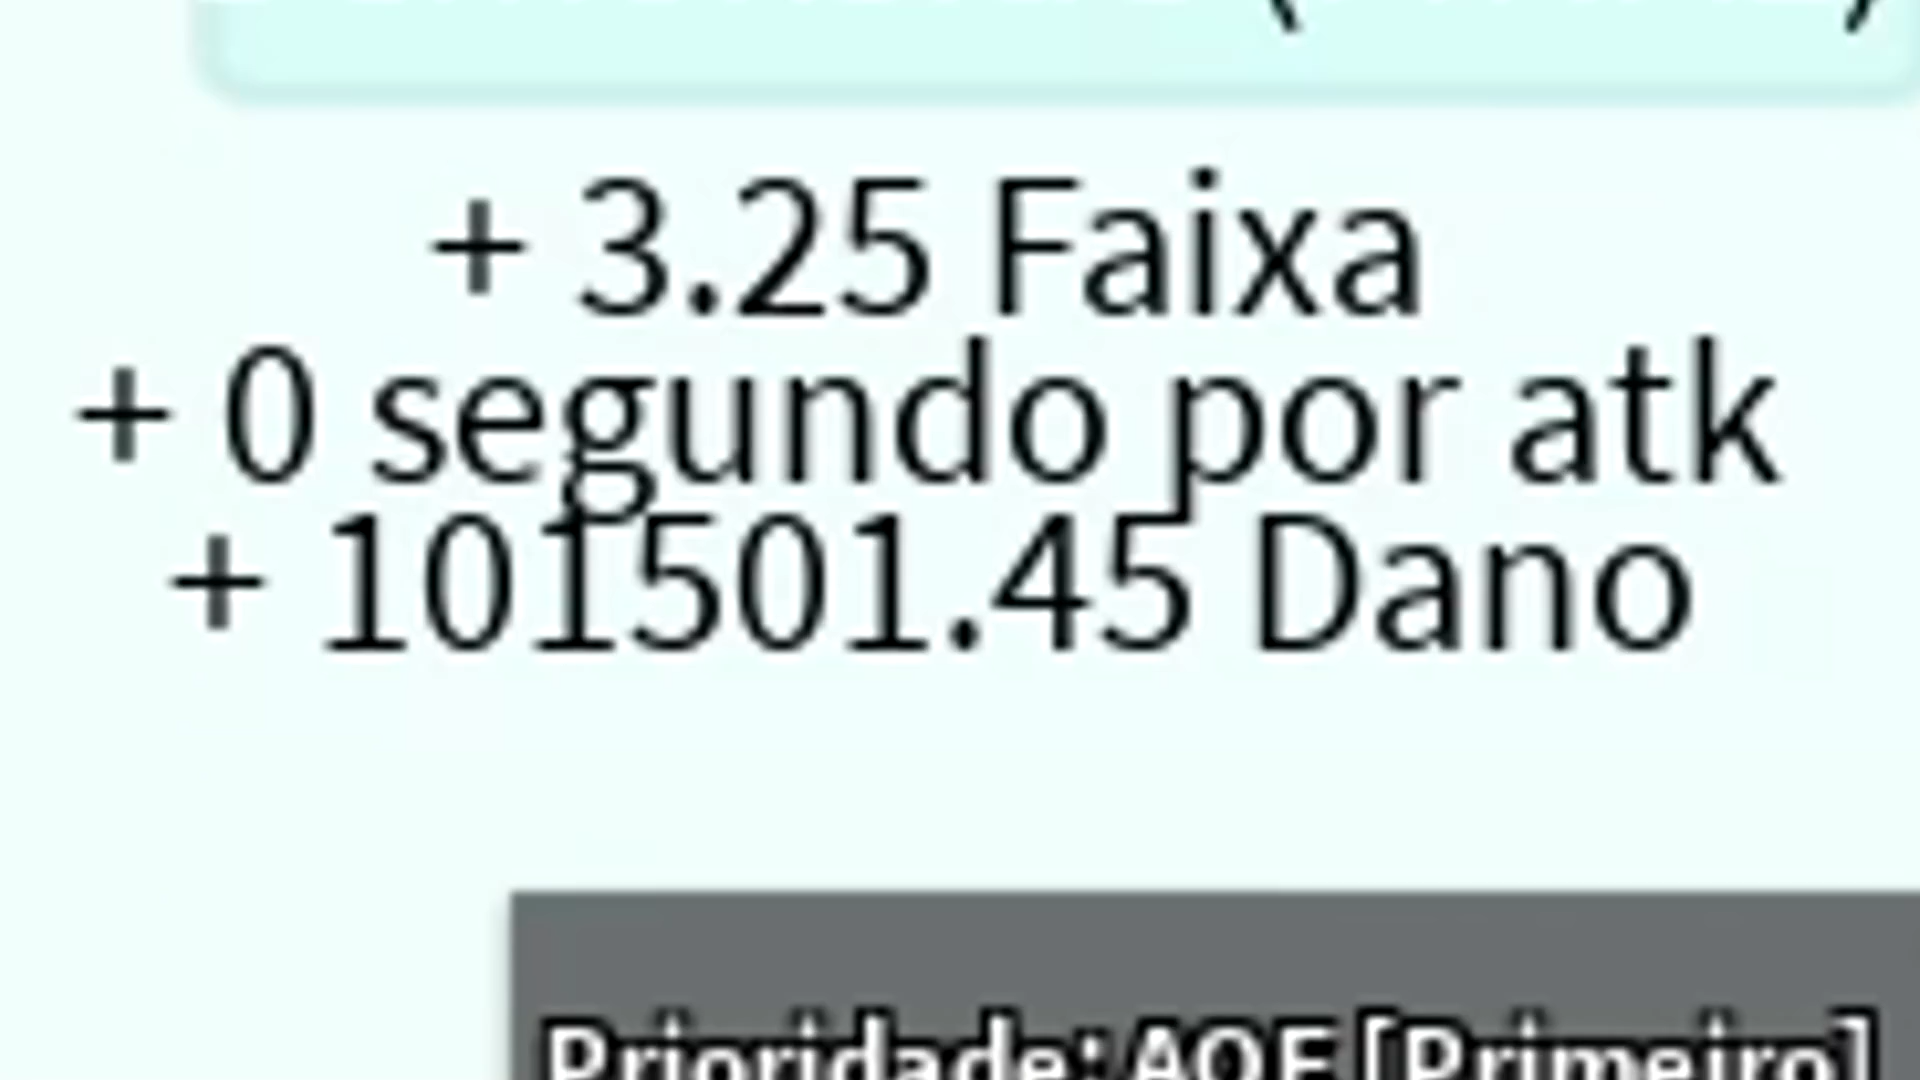 + 3.25 Faixa
+ 0 segundo por atk
+ 101501.45 Dano
Prioridade: AOE [Primeiro]